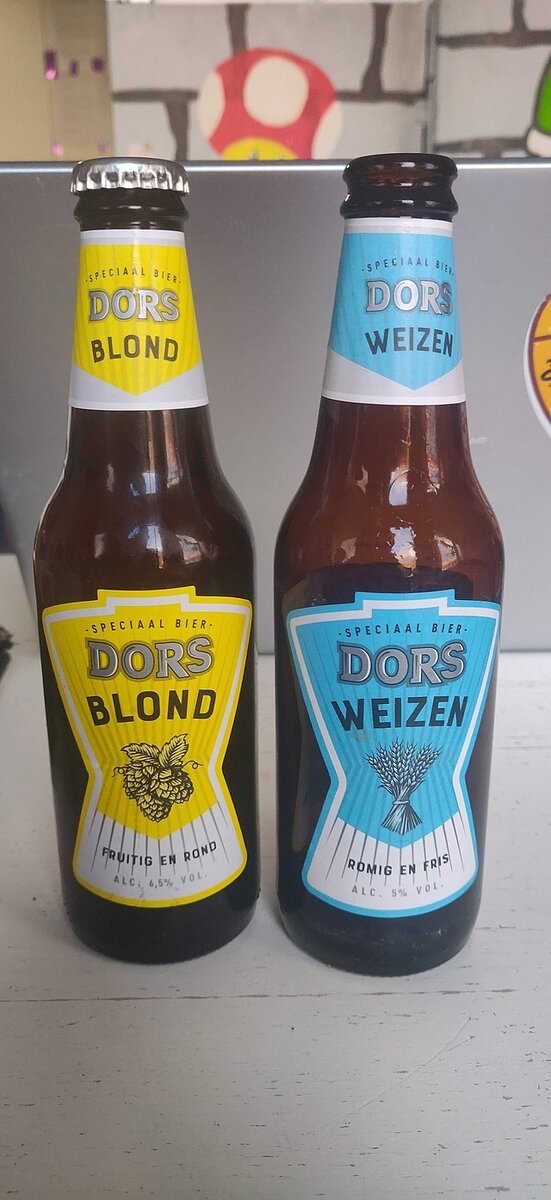 -SPECIAAL BIER-
DORS
BLOND
-SPECIAAL BIER-
DORS
BLOND
FRUITIG EN ROND
ALC. 6,5% VOL.
-SPECIAAL BIER-
DORS
WEIZEN
-SPECIAAL BIER-
DORS
WEIZEN
ROMIG EN FRIS
ALC. 5% VOL.